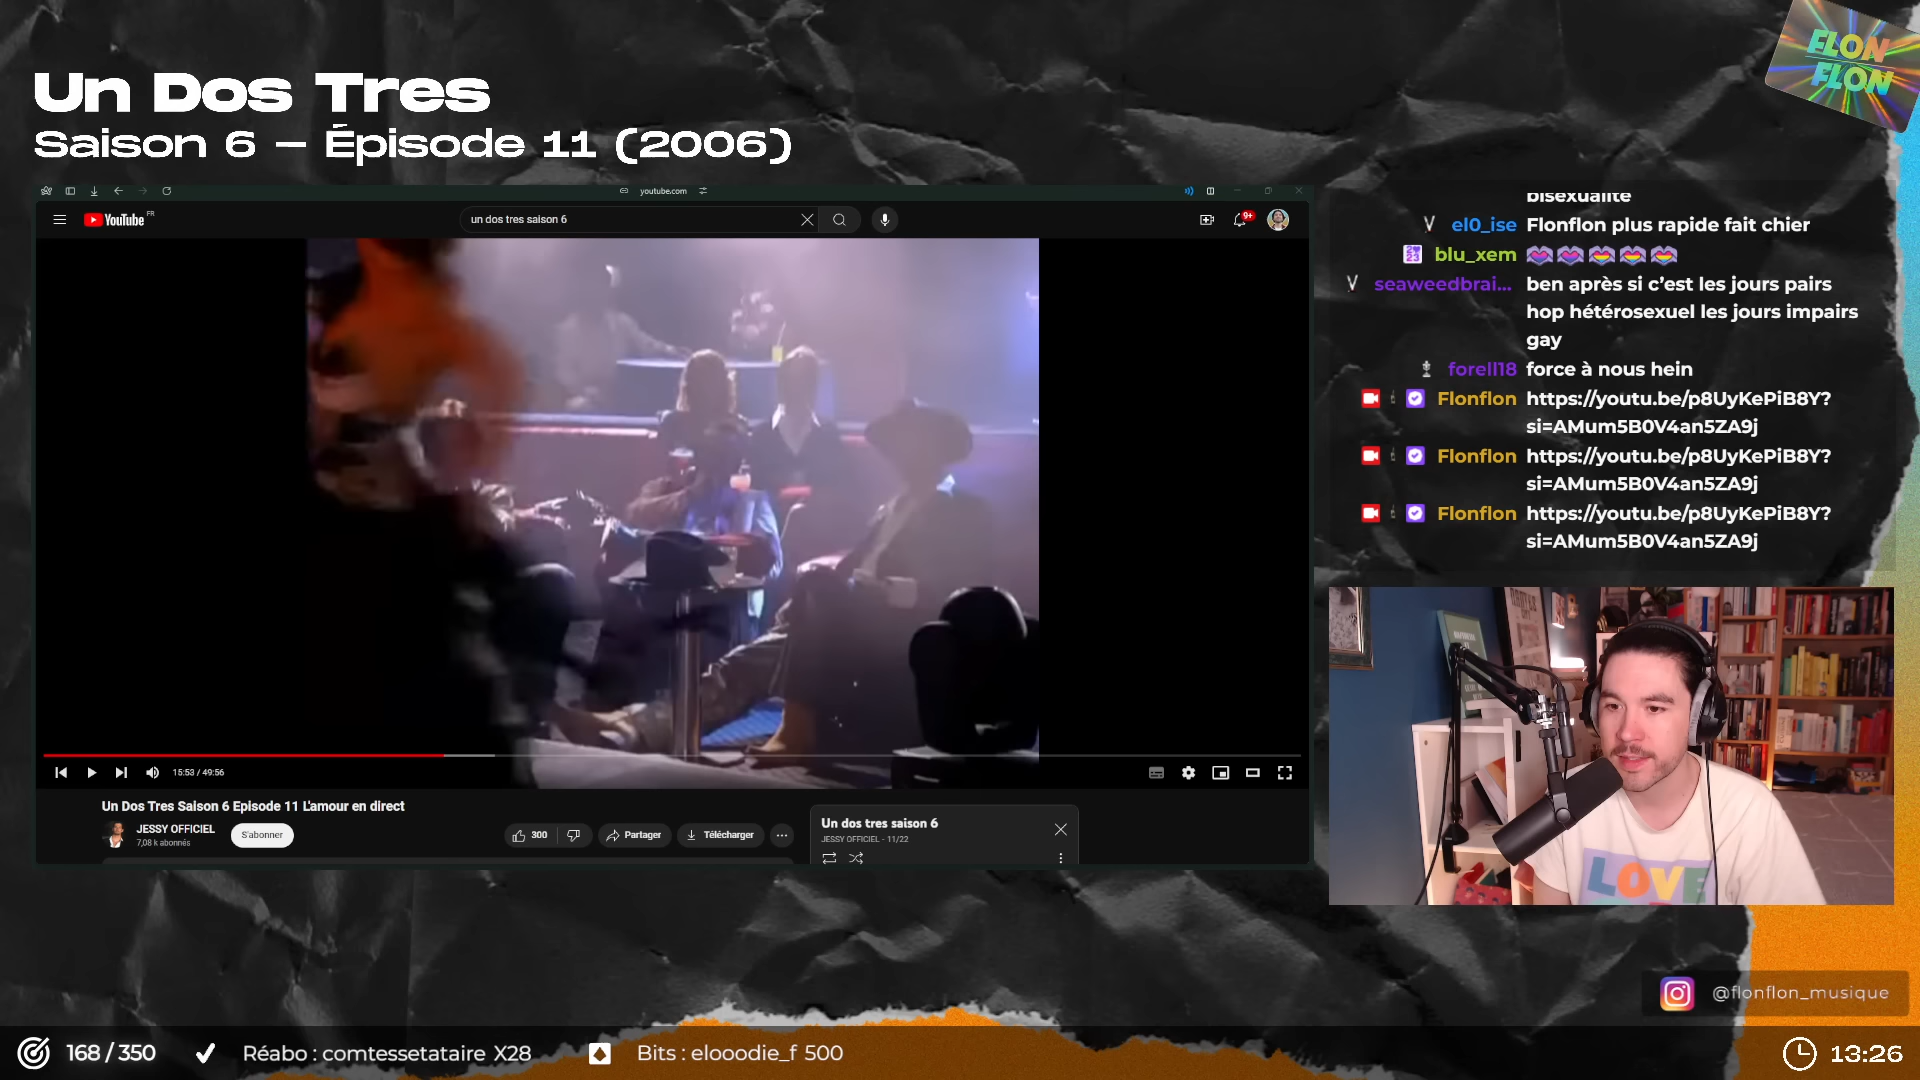 Un Dos Tres
Saison 6 – Épisode 11 (2006)
FLON
FLON
youtube.com
YouTube FR
un dos tres saison 6
9+
15:53 / 49:56
Un Dos Tres Saison 6 Episode 11 L'amour en direct
JESSY OFFICIEL
7,08 k abonnés
S'abonner
300
Partager
Télécharger
Un dos tres saison 6
JESSY OFFICIEL - 11/22
bisexualité
el0_ise Flonflon plus rapide fait chier
blu_xem
seaweedbrai... ben après si c’est les jours pairs
hop hétérosexuel les jours impairs
gay
forell18 force à nous hein
Flonflon https://youtu.be/p8UyKePiB8Y?
si=AMum5B0V4an5ZA9j
Flonflon https://youtu.be/p8UyKePiB8Y?
si=AMum5B0V4an5ZA9j
Flonflon https://youtu.be/p8UyKePiB8Y?
si=AMum5B0V4an5ZA9j
LOVE
@flonflon_musique
168 / 350
Réabo : comtessetataire X28
Bits : elooodie_f 500
13:26